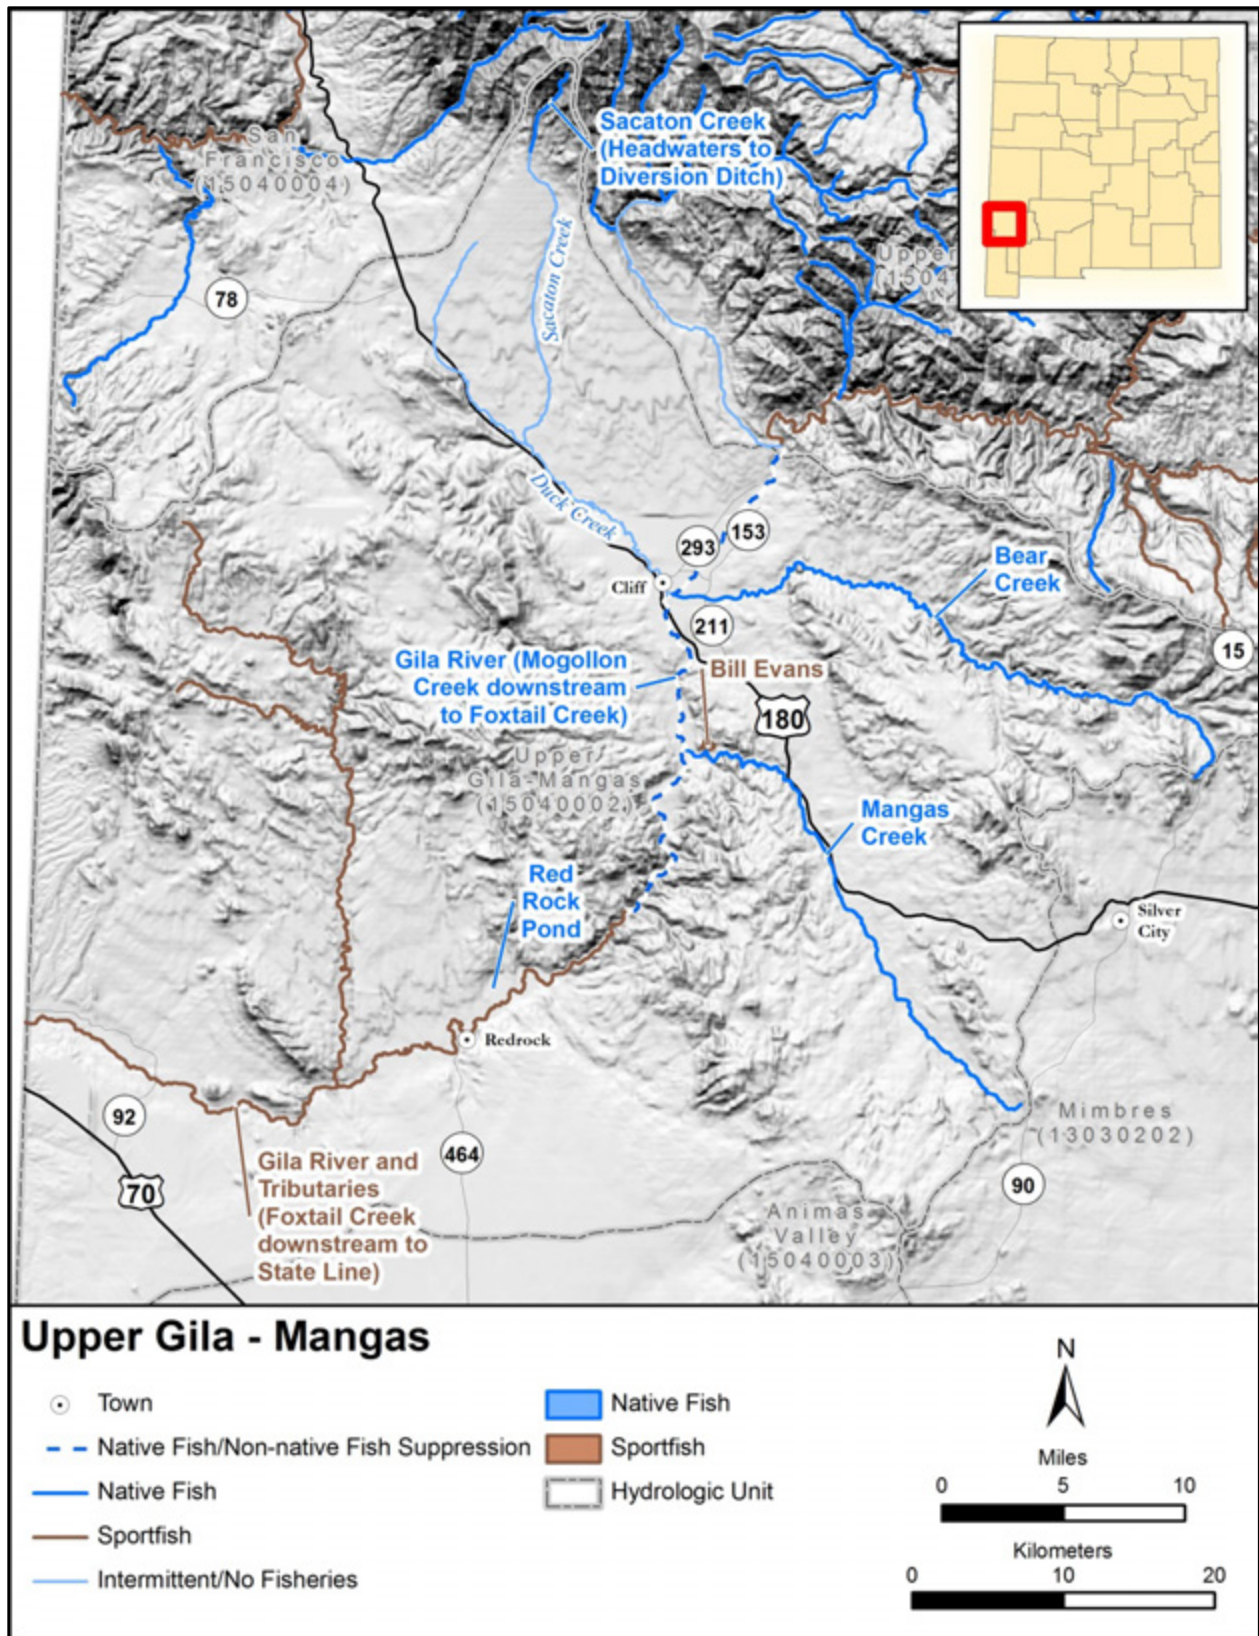 Sacaton Creek
(Headwaters to
Diversion Ditch)
San
Francisco
(15040004)
Sacaton Creek
Upper
(1504
78
Duck Creek
293
153
Cliff
Bear
Creek
211
15
Gila River (Mogollon
Creek downstream
to Foxtail Creek)
Bill Evans
180
Upper
Gila-Mangas
(15040002)
Mangas
Creek
Red
Rock
Pond
Silver
City
Redrock
92
Mimbres
(13030202)
464
Gila River and
Tributaries
(Foxtail Creek
downstream to
State Line)
70
90
Animas
Valley
(15040003)
Upper Gila - Mangas
Town
Native Fish/Non-native Fish Suppression
Native Fish
Sportfish
Intermittent/No Fisheries
Native Fish
Sportfish
Hydrologic Unit
N
Miles
0 5 10
Kilometers
0 10 20